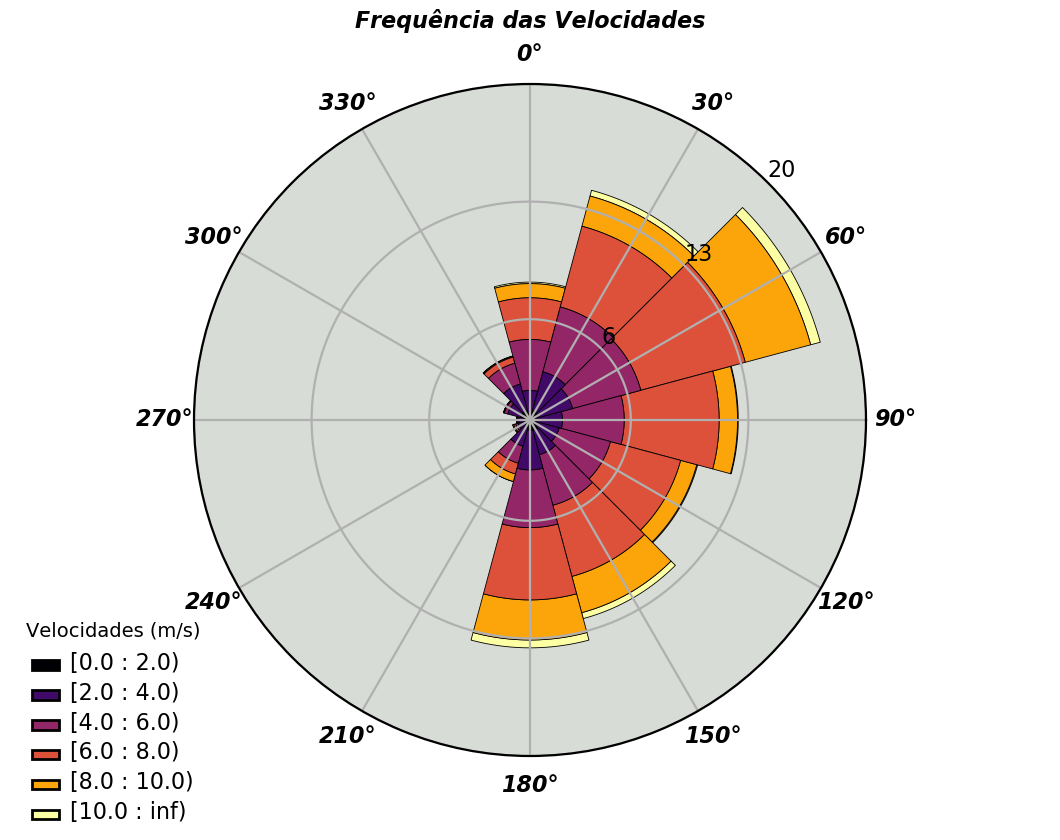 Frequência das Velocidades
0°
330°
30°
20
300°
60°
13
6
270°
90°
240°
120°
210°
150°
180°
Velocidades (m/s)
[0.0 : 2.0)
[2.0 : 4.0)
[4.0 : 6.0)
[6.0 : 8.0)
[8.0 : 10.0)
[10.0 : inf)